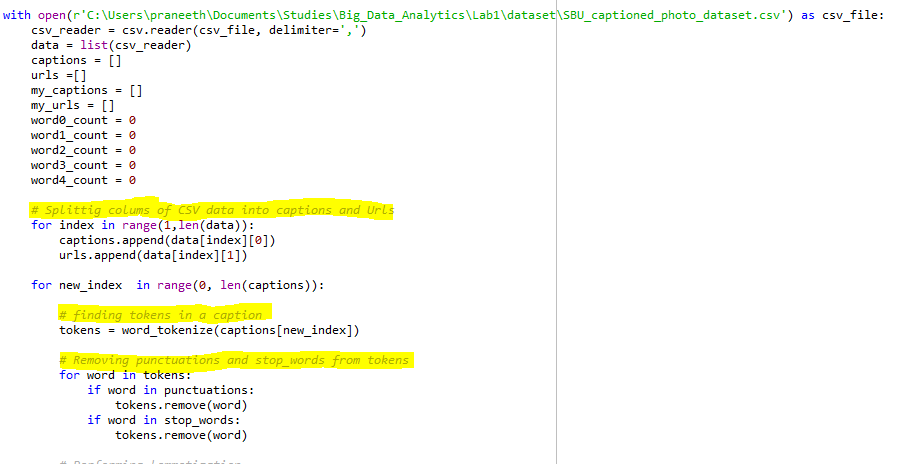 with open(r'C:\Users\praneeth\Documents\Studies\Big_Data_Analytics\Lab1\dataset\SBU_captioned_photo_dataset.csv') as csv_file:
    csv_reader = csv.reader(csv_file, delimiter=',')
    data = list(csv_reader)
    captions = []
    urls =[]
    my_captions = []
    my_urls = []
    word0_count = 0
    word1_count = 0
    word2_count = 0
    word3_count = 0
    word4_count = 0
    # Splittig colums of CSV data into captions and Urls
    for index in range(1,len(data)):
        captions.append(data[index][0])
        urls.append(data[index][1])
    for new_index  in range(0, len(captions)):
        # finding tokens in a caption
        tokens = word_tokenize(captions[new_index])
        # Removing punctuations and stop_words from tokens
        for word in tokens:
            if word in punctuations:
                tokens.remove(word)
            if word in stop_words:
                tokens.remove(word)